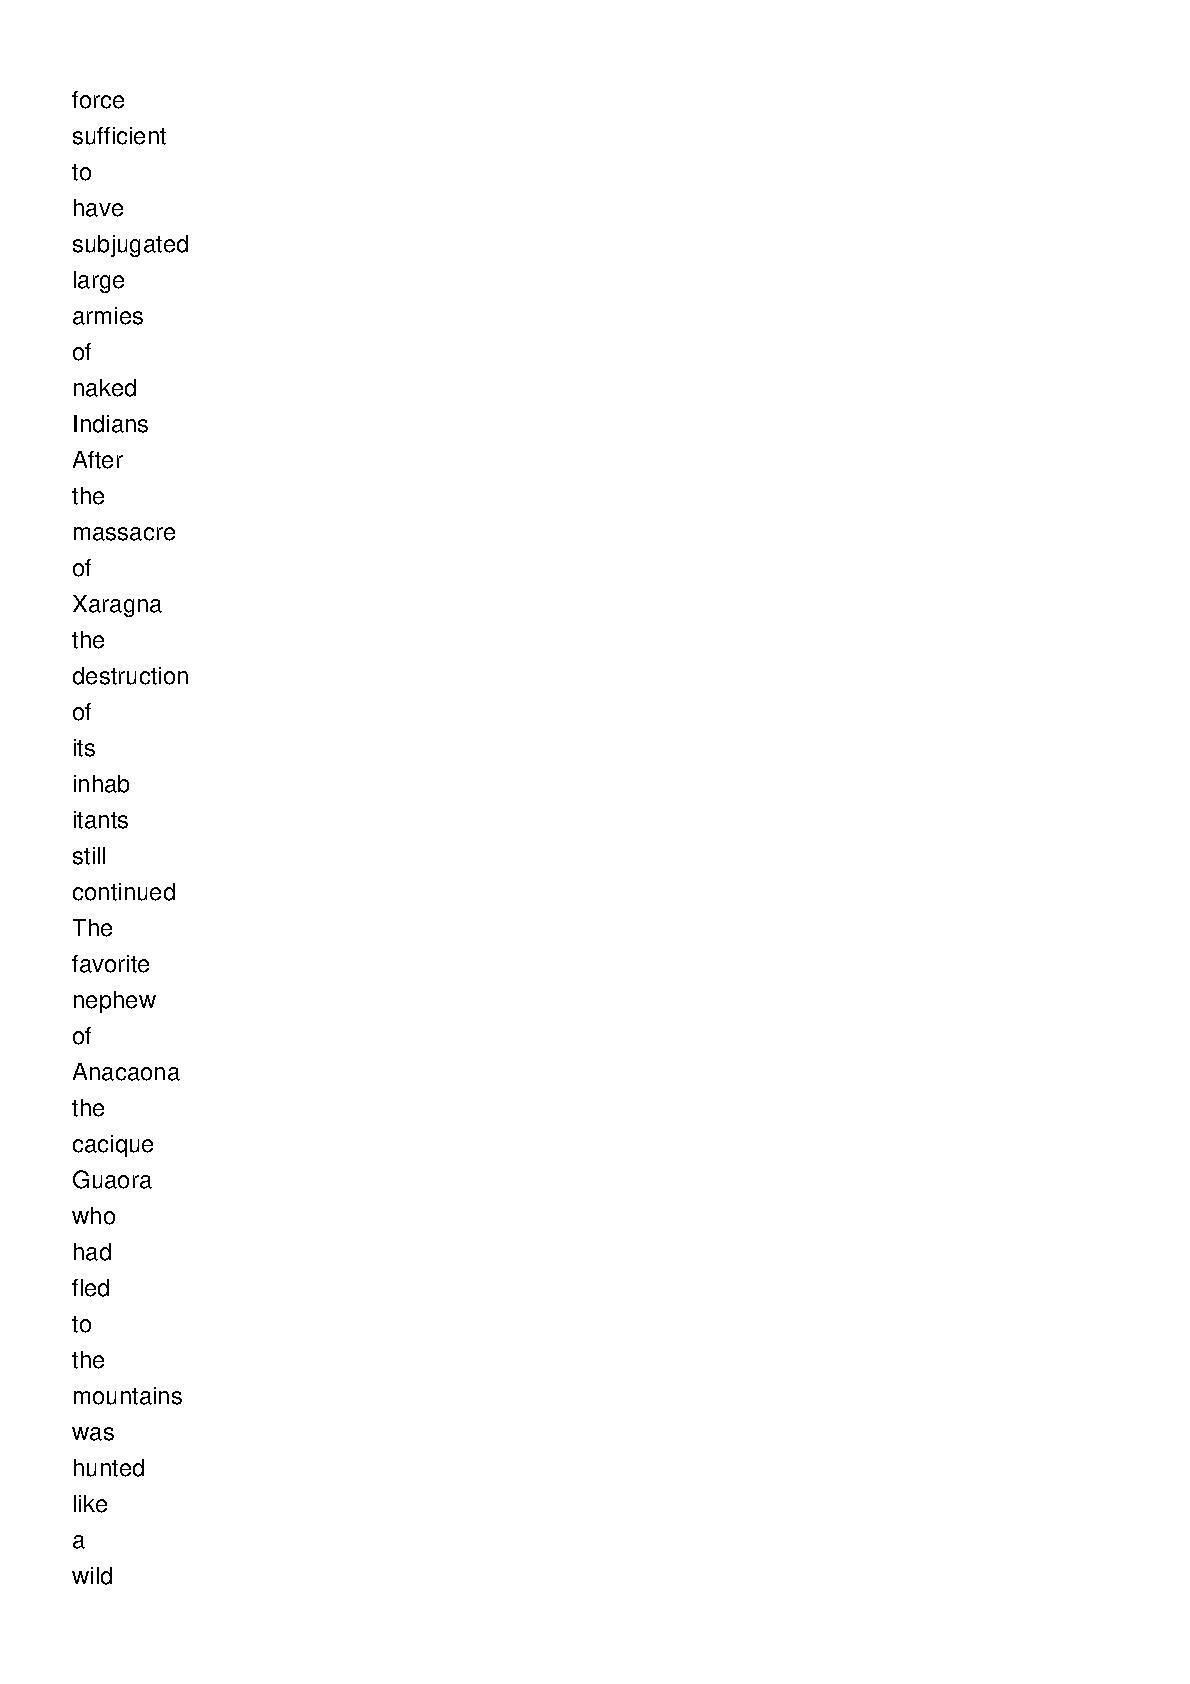 force
sufficient
to
have
subjugated
large
armies
of
naked
Indians
After
the
massacre
of
Xaragna
the
destruction
of
its
inhab
itants
still
continued
The
favorite
nephew
of
Anacaona
the
cacique
Guaora
who
had
fled
to
the
mountains
was
hunted
like
a
wild